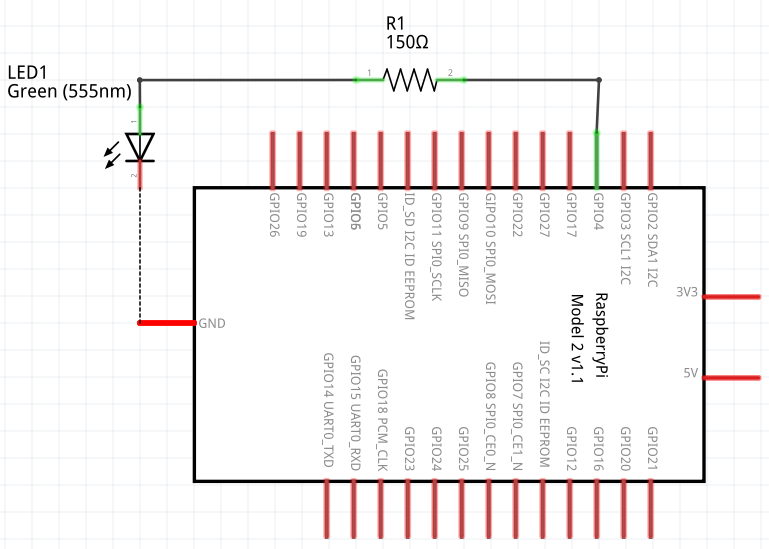 R1
150Ω
1
2
LED1
Green (555nm)
1
2
GPIO26
GPIO19
GPIO13
GPIO6
GPIO5
ID_SD I2C ID EEPROM
GPIO11 SPI0_SCLK
GPIO9 SPI0_MISO
GIPO10 SPI0_MOSI
GPIO22
GPIO27
GPIO17
GPIO4
GPIO3 SCL1 I2C
GPIO2 SDA1 I2C
3V3
5V
GND
RaspberryPi
Model 2 v1.1
GPIO14 UART0_TXD
GPIO15 UART0_RXD
GPIO18 PCM_CLK
GPIO23
GPIO24
GPIO25
GPIO8 SPI0_CE0_N
GPIO7 SPI0_CE1_N
ID_SC I2C ID EEPROM
GPIO12
GPIO16
GPIO20
GPIO21